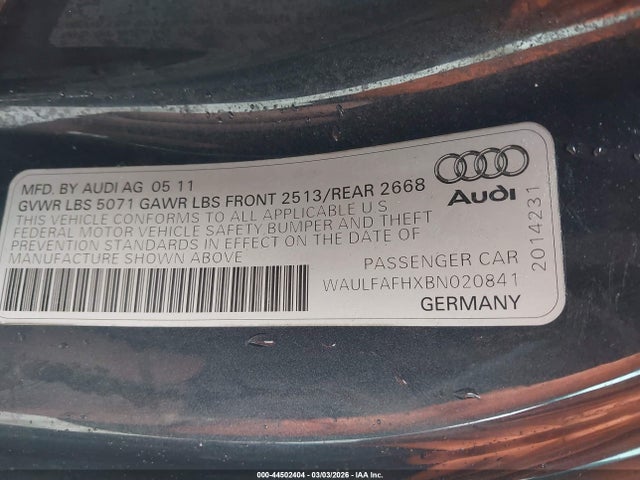 MFD. BY AUDI AG 05 11
GVWR LBS 5071 GAWR LBS FRONT 2513/REAR 2668
THIS VEHICLE CONFORMS TO ALL APPLICABLE U S
FEDERAL MOTOR VEHICLE SAFETY BUMPER AND THEFT
PREVENTION STANDARDS IN EFFECT ON THE DATE OF
MANUFACTURE SHOWN ABOVE
Audi
PASSENGER CAR
WAULFAFHXBN020841
GERMANY
2014231
000-44502404 - 03/03/2026 - IAA Inc.